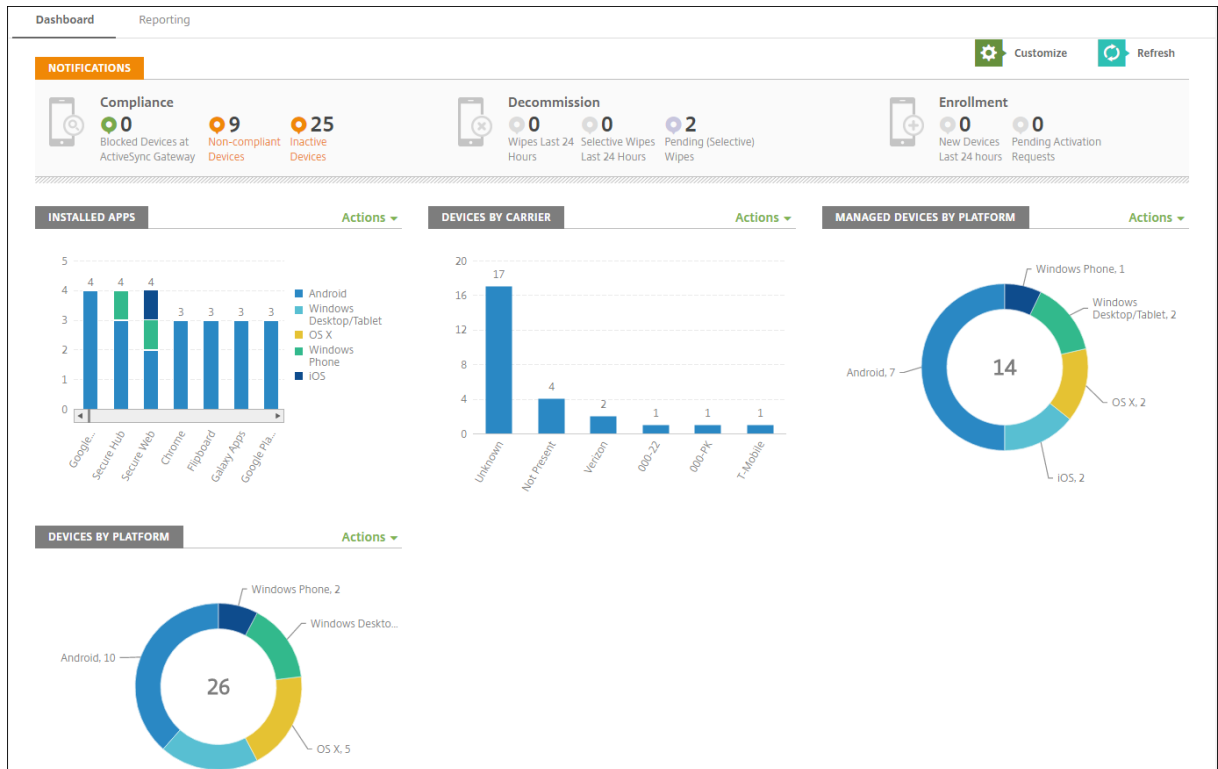 Dashboard Reporting
Customize Refresh
NOTIFICATIONS
Compliance
0 9 25
Blocked Devices at Non-compliant Inactive
ActiveSync Gateway Devices Devices
Decommission
0 0 2
Wipes Last 24 Selective Wipes Pending (Selective)
Hours Last 24 Hours Wipes
Enrollment
0 0
New Devices Pending Activation
Last 24 hours Requests
INSTALLED APPS Actions
5
4
3
2
1
0
4 4 4 3 3 3 3
Google...
Secure Hub
Secure Web
Chrome
Flipboard
Galaxy Apps
Google Pla...
Android
Windows
Desktop/Tablet
OS X
Windows
Phone
iOS
DEVICES BY CARRIER Actions
20
16
12
8
4
0
17 4 2 1 1 1
Unknown
Not Present
Verizon
000-22
000-PK
T-Mobile
MANAGED DEVICES BY PLATFORM Actions
Windows Phone, 1
Windows
Desktop/Tablet, 2
Android, 7
14
OS X, 2
iOS, 2
DEVICES BY PLATFORM Actions
Windows Phone, 2
Windows Deskto...
Android, 10
26
OS X, 5